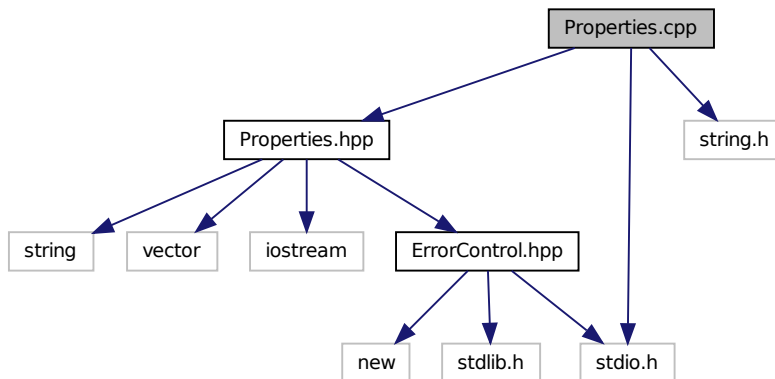 Properties.cpp
Properties.hpp
string.h
string
vector
iostream
ErrorControl.hpp
new
stdlib.h
stdio.h